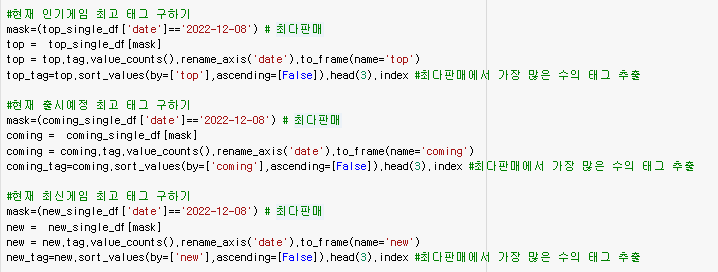 #현재 인기게임 최고 태그 구하기
mask=(top_single_df['date']=='2022-12-08') # 최다판매
top =  top_single_df[mask]
top = top.tag.value_counts().rename_axis('date').to_frame(name='top')
top_tag=top.sort_values(by=['top'],ascending=[False]).head(3).index #최다판매에서 가장 많은 수익 태그 추출
#현재 출시예정 최고 태그 구하기
mask=(coming_single_df['date']=='2022-12-08') # 최다판매
coming =  coming_single_df[mask]
coming = coming.tag.value_counts().rename_axis('date').to_frame(name='coming')
coming_tag=coming.sort_values(by=['coming'],ascending=[False]).head(3).index #최다판매에서 가장 많은 수익 태그 추출
#현재 최신게임 최고 태그 구하기
mask=(new_single_df['date']=='2022-12-08') # 최다판매
new =  new_single_df[mask]
new = new.tag.value_counts().rename_axis('date').to_frame(name='new')
new_tag=new.sort_values(by=['new'],ascending=[False]).head(3).index #최다판매에서 가장 많은 수익 태그 추출